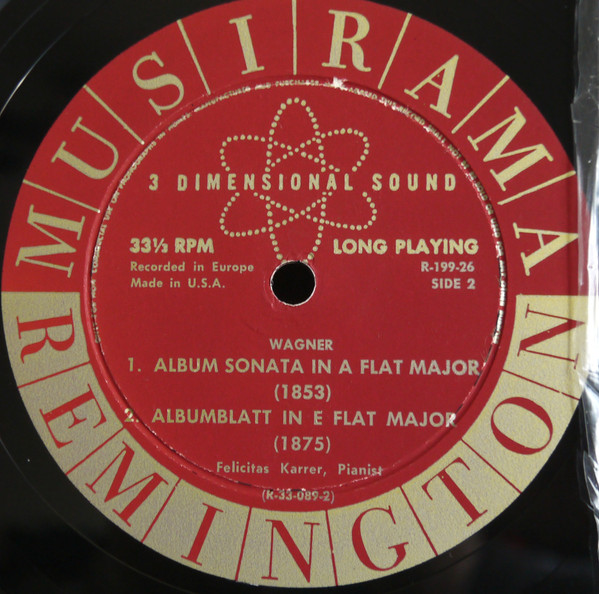 MUSIRAMA
3 DIMENSIONAL SOUND
33⅓ RPM
LONG PLAYING
Recorded in Europe
Made in U.S.A.
R-199-26
SIDE 2
WAGNER
1. ALBUM SONATA IN A FLAT MAJOR
(1853)
2. ALBUMBLATT IN E FLAT MAJOR
(1875)
Felicitas Karrer, Pianist
(R-33-089-2)
REMINGTON